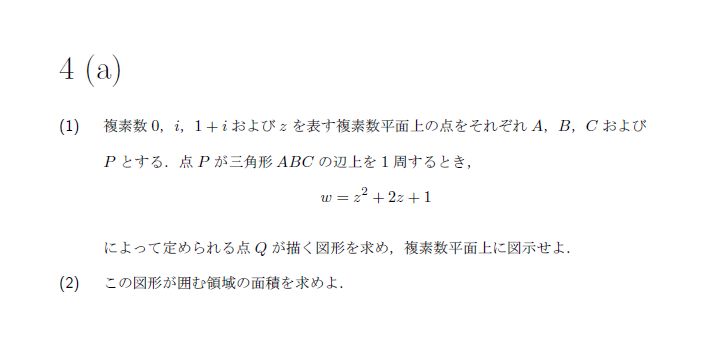 4 (a)
(1) 複素数 0，i，1 + i および z を表す複素数平面上の点をそれぞれ A，B，C および
P とする．点 P が三角形 ABC の辺上を 1 周するとき，
w = z² + 2z + 1
によって定められる点 Q が描く図形を求め，複素数平面上に図示せよ．
(2) この図形が囲む領域の面積を求めよ．